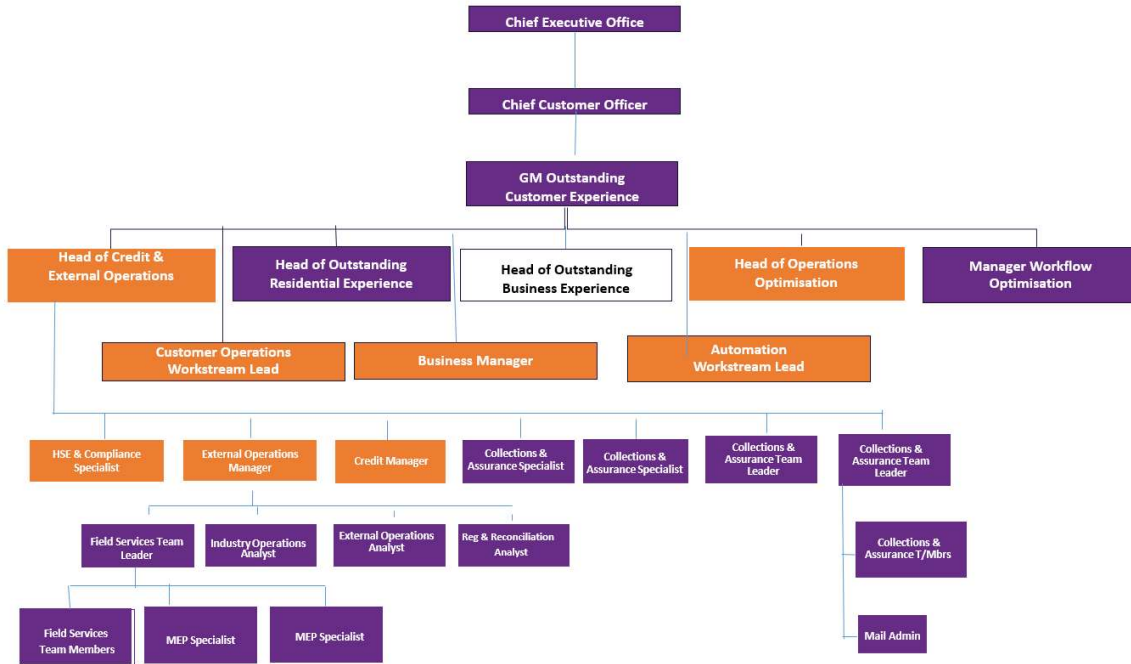 Chief Executive Office
Chief Customer Officer
GM Outstanding
Customer Experience
Head of Credit &
External Operations
Head of Outstanding
Residential Experience
Head of Outstanding
Business Experience
Head of Operations
Optimisation
Manager Workflow
Optimisation
Customer Operations
Workstream Lead
Business Manager
Automation
Workstream Lead
HSE & Compliance
Specialist
External Operations
Manager
Credit Manager
Collections &
Assurance Specialist
Collections &
Assurance Specialist
Collections &
Assurance Team
Leader
Collections &
Assurance Team
Leader
Field Services Team
Leader
Industry Operations
Analyst
External Operations
Analyst
Reg & Reconciliation
Analyst
Collections &
Assurance T/Mbrs
Field Services
Team Members
MEP Specialist
MEP Specialist
Mail Admin